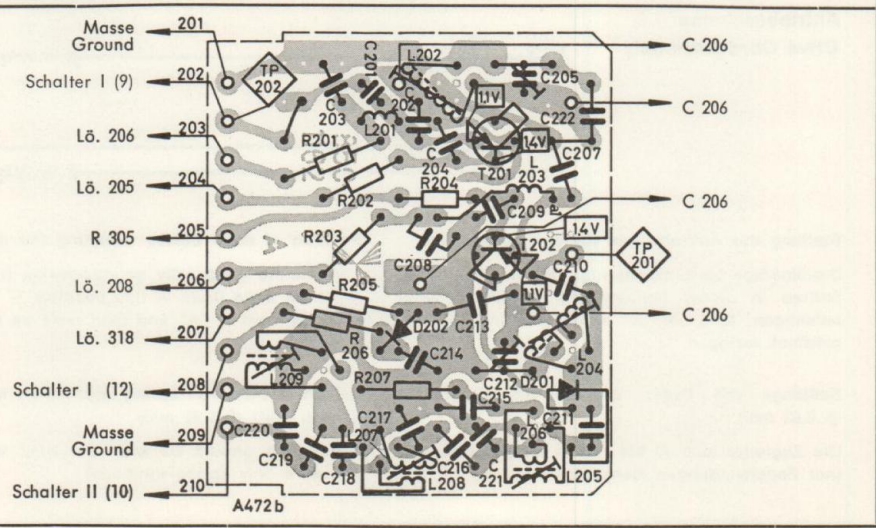 Masse
Ground
201
Schalter I (9)
202
Lö. 206
203
Lö. 205
204
R 305
205
Lö. 208
206
Lö. 318
207
Schalter I (12)
208
Masse
Ground
209
Schalter II (10)
210
TP
202
C201
L202
C205
C
203
L201
C
202
1,1V
C222
R201
C
204
T201
1,4V
C207
R202
R204
L
203
C209
R203
C208
T202
1,4V
TP
201
C210
R205
C213
1,1V
D202
R
206
C214
L
204
L209
R207
C212
D201
C215
C220
C217
L
206
C211
C219
C218
L207
L208
C216
C
221
L205
A472b
C 206
C 206
C 206
C 206